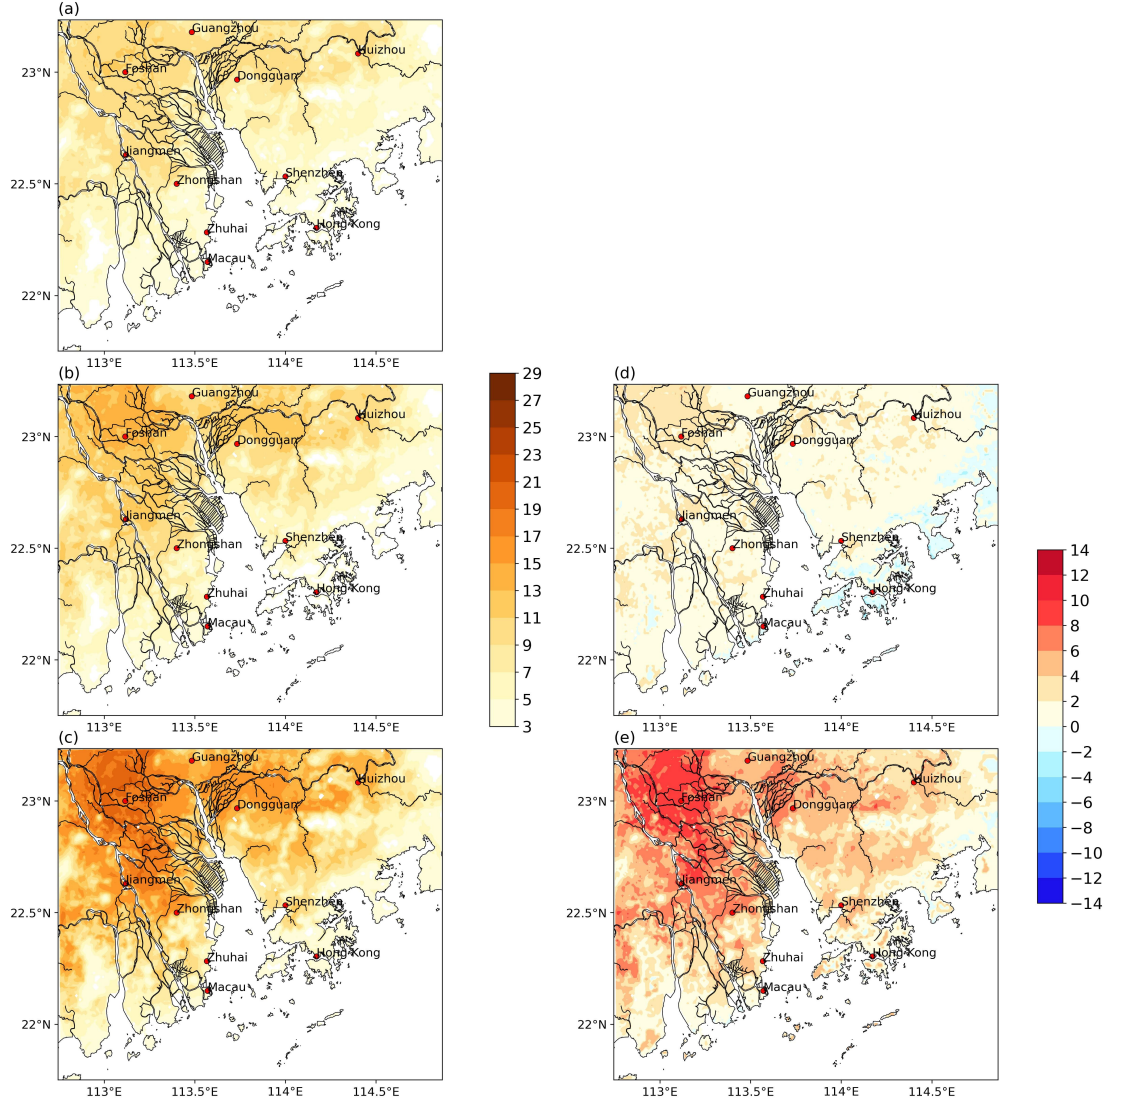 (a)
Guangzhou
Huizhou
23°N
Foshan
Dongguan
Jiangmen
22.5°N
Shenzhen
Zhongshan
Zhuhai
Hong Kong
Macau
22°N
113°E 113.5°E 114°E 114.5°E
(b)
Guangzhou
Huizhou
23°N
Foshan
Dongguan
Jiangmen
22.5°N
Shenzhen
Zhongshan
Zhuhai
Hong Kong
Macau
22°N
113°E 113.5°E 114°E 114.5°E
29
27
25
23
21
19
17
15
13
11
9
7
5
3
(d)
Guangzhou
Huizhou
23°N
Foshan
Dongguan
Jiangmen
22.5°N
Shenzhen
Zhongshan
Zhuhai
Hong Kong
Macau
22°N
113°E 113.5°E 114°E 114.5°E
(c)
Guangzhou
Huizhou
23°N
Foshan
Dongguan
Jiangmen
22.5°N
Shenzhen
Zhongshan
Zhuhai
Hong Kong
Macau
22°N
113°E 113.5°E 114°E 114.5°E
(e)
Guangzhou
Huizhou
23°N
Foshan
Dongguan
Jiangmen
22.5°N
Shenzhen
Zhongshan
Zhuhai
Hong Kong
Macau
22°N
113°E 113.5°E 114°E 114.5°E
14
12
10
8
6
4
2
0
−2
−4
−6
−8
−10
−12
−14